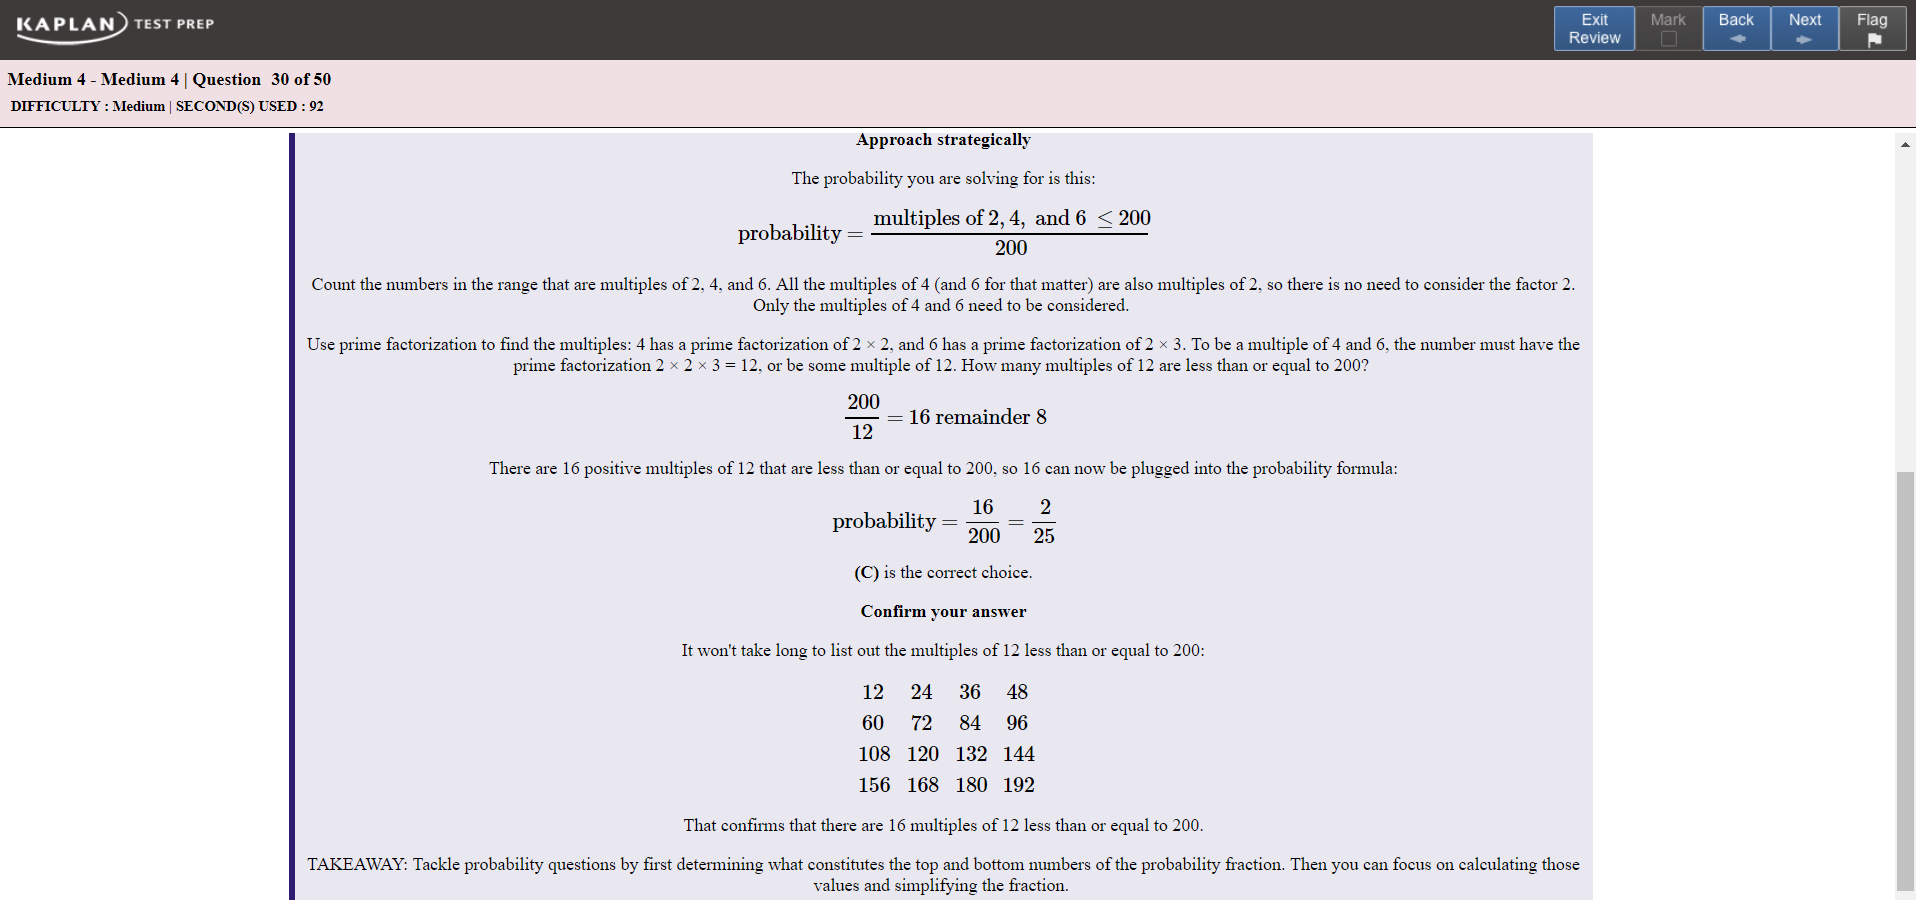 KAPLAN TEST PREP
Exit Review
Mark
Back
Next
Flag
Medium 4 - Medium 4 | Question 30 of 50
DIFFICULTY : Medium | SECOND(S) USED : 92
Approach strategically
The probability you are solving for is this:
probability = multiples of 2, 4, and 6 ≤ 200 / 200
Count the numbers in the range that are multiples of 2, 4, and 6. All the multiples of 4 (and 6 for that matter) are also multiples of 2, so there is no need to consider the factor 2.
Only the multiples of 4 and 6 need to be considered.
Use prime factorization to find the multiples: 4 has a prime factorization of 2 × 2, and 6 has a prime factorization of 2 × 3. To be a multiple of 4 and 6, the number must have the
prime factorization 2 × 2 × 3 = 12, or be some multiple of 12. How many multiples of 12 are less than or equal to 200?
200 / 12 = 16 remainder 8
There are 16 positive multiples of 12 that are less than or equal to 200, so 16 can now be plugged into the probability formula:
probability = 16 / 200 = 2 / 25
(C) is the correct choice.
Confirm your answer
It won't take long to list out the multiples of 12 less than or equal to 200:
12 24 36 48
60 72 84 96
108 120 132 144
156 168 180 192
That confirms that there are 16 multiples of 12 less than or equal to 200.
TAKEAWAY: Tackle probability questions by first determining what constitutes the top and bottom numbers of the probability fraction. Then you can focus on calculating those
values and simplifying the fraction.